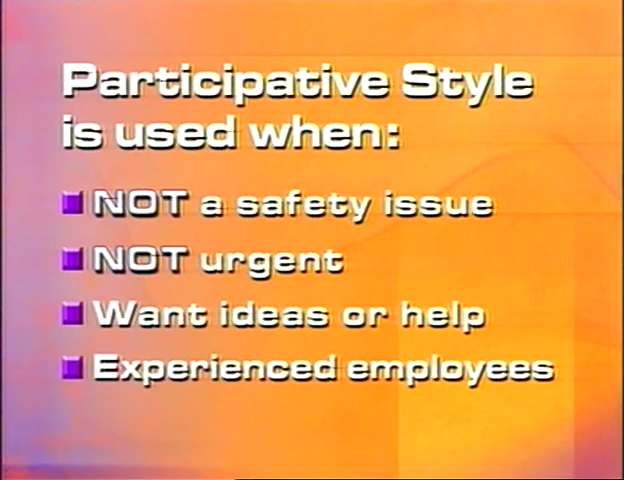 Participative Style
is used when:
NOT a safety issue
NOT urgent
Want ideas or help
Experienced employees